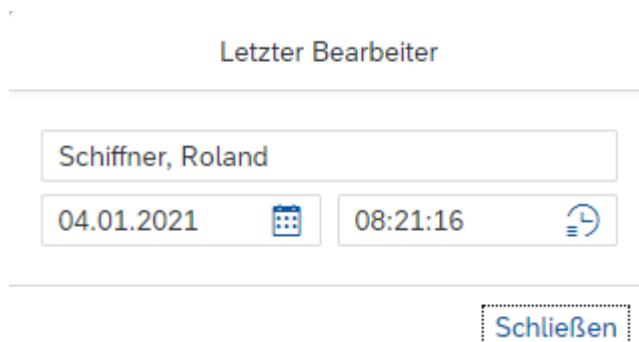 Letzter Bearbeiter
Schiffner, Roland
04.01.2021 08:21:16
Schließen